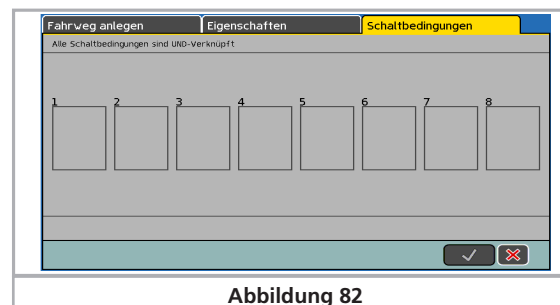 Fahrweg anlegen Eigenschaften Schaltbedingungen
Alle Schaltbedingungen sind UND-Verknüpft
1 2 3 4 5 6 7 8
Abbildung 82